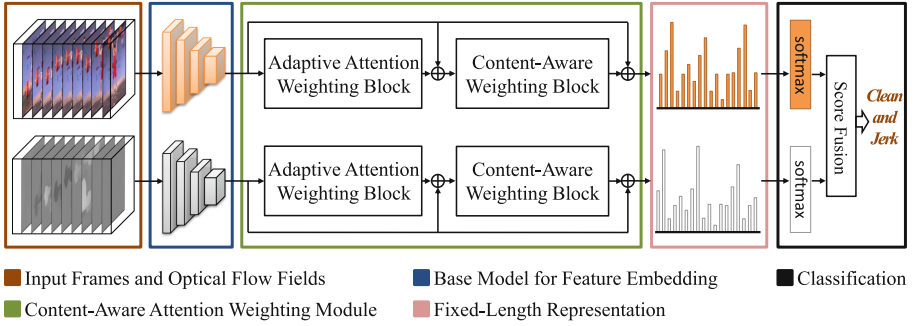 Adaptive Attention
Weighting Block
Content-Aware
Weighting Block
softmax
Adaptive Attention
Weighting Block
Content-Aware
Weighting Block
softmax
Score Fusion
Clean
and
Jerk
Input Frames and Optical Flow Fields
Base Model for Feature Embedding
Classification
Content-Aware Attention Weighting Module
Fixed-Length Representation